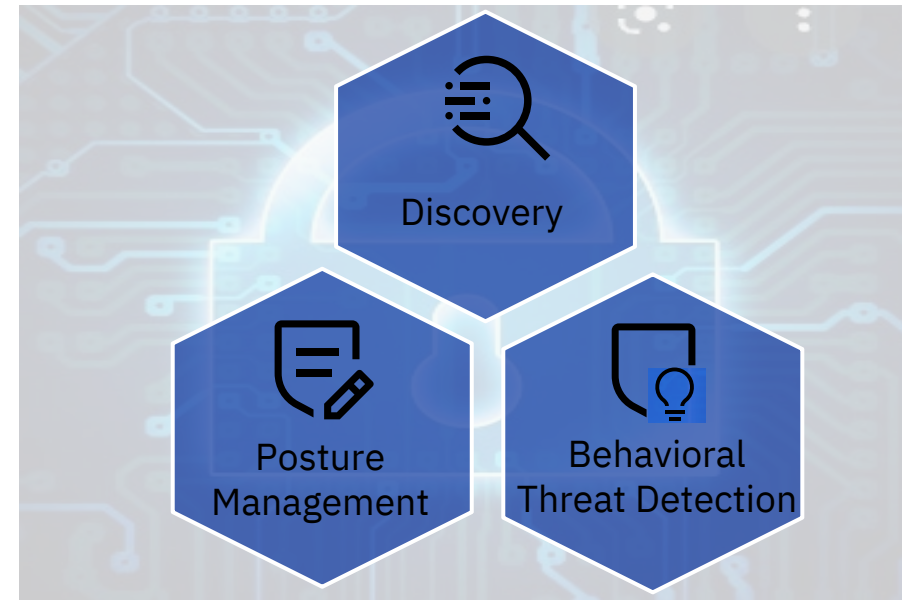 Discovery
Posture
Management
Behavioral
Threat Detection